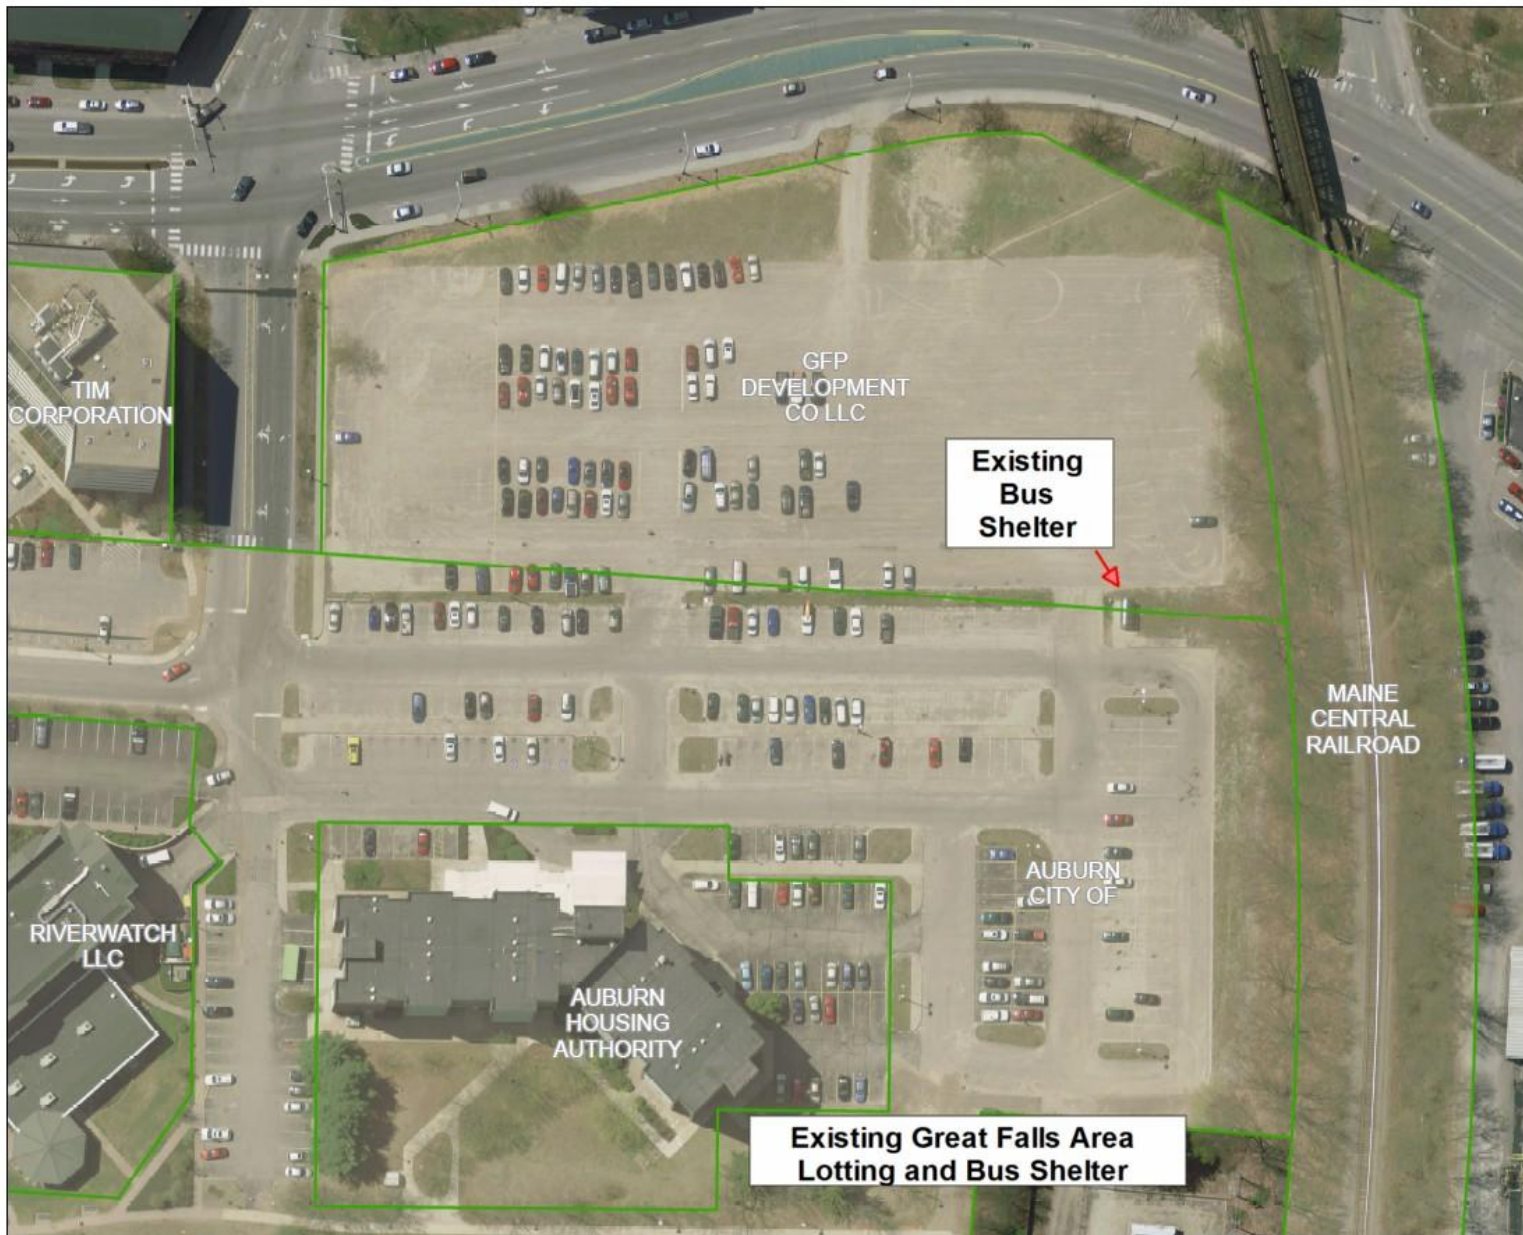 GFP
DEVELOPMENT
CO LLC
TIM
CORPORATION
Existing
Bus
Shelter
MAINE
CENTRAL
RAILROAD
AUBURN
CITY OF
RIVERWATCH
LLC
AUBURN
HOUSING
AUTHORITY
Existing Great Falls Area
Lotting and Bus Shelter